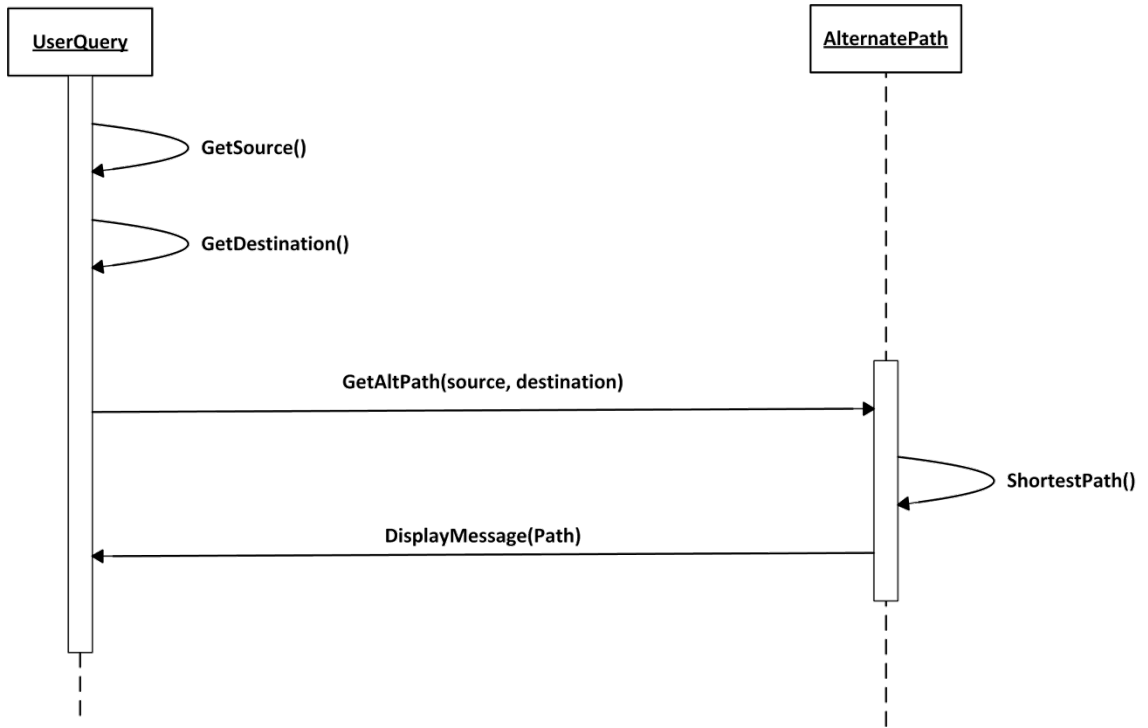 UserQuery
AlternatePath
GetSource()
GetDestination()
GetAltPath(source, destination)
ShortestPath()
DisplayMessage(Path)